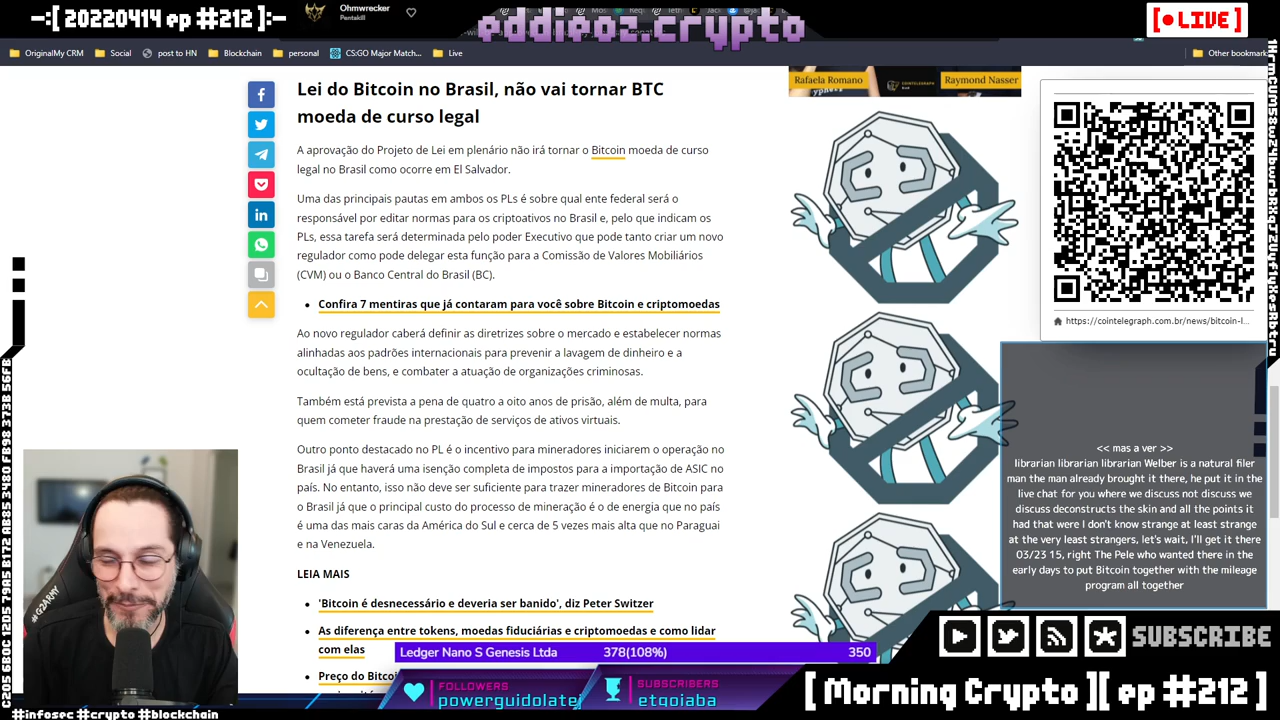 -:[ 20220414 ep #212 ]:-
Ohmwrecker
Pentskill
eddieoz.crypto
[ LIVE ]
OriginalMy CRM
Social
post to HN
Blockchain
personal
CS:GO Major Match...
Live
Other bookmark
Lei do Bitcoin no Brasil, não vai tornar BTC
moeda de curso legal
A aprovação do Projeto de Lei em plenário não irá tornar o Bitcoin moeda de curso
legal no Brasil como ocorre em El Salvador.
Uma das principais pautas em ambos os PLs é sobre qual ente federal será o
responsável por editar normas para os criptoativos no Brasil e, pelo que indicam os
PLs, essa tarefa será determinada pelo poder Executivo que pode tanto criar um novo
regulador como pode delegar esta função para a Comissão de Valores Mobiliários
(CVM) ou o Banco Central do Brasil (BC).
Confira 7 mentiras que já contaram para você sobre Bitcoin e criptomoedas
Ao novo regulador caberá definir as diretrizes sobre o mercado e estabelecer normas
alinhadas aos padrões internacionais para prevenir a lavagem de dinheiro e a
ocultação de bens, e combater a atuação de organizações criminosas.
Também está prevista a pena de quatro a oito anos de prisão, além de multa, para
quem cometer fraude na prestação de serviços de ativos virtuais.
Outro ponto destacado no PL é o incentivo para mineradores iniciarem o operação no
Brasil já que haverá uma isenção completa de impostos para a importação de ASIC no
país. No entanto, isso não deve ser suficiente para trazer mineradores de Bitcoin para
o Brasil já que o principal custo do processo de mineração é o de energia que no país
é uma das mais caras da América do Sul e cerca de 5 vezes mais alta que no Paraguai
e na Venezuela.
LEIA MAIS
'Bitcoin é desnecessário e deveria ser banido', diz Peter Switzer
As diferença entre tokens, moedas fiduciárias e criptomoedas e como lidar
com elas
Preço do Bitco
Rafaela Romano
COINTELEGRAPH
Raymond Nasser
https://cointelegraph.com.br/news/bitcoin-l...
<< mas a ver >>
librarian librarian librarian Welber is a natural filer
man the man already brought it there, he put it in the
live chat for you where we discuss not discuss we
discuss deconstructs the skin and all the points it
had that were I don't know strange at least strange
at the very least strangers, let's wait, I'll get it there
03/23 15, right The Pele who wanted there in the
early days to put Bitcoin together with the mileage
program all together
Ledger Nano S Genesis Ltda 378(108%) 350
FOLLOWERS
powerguidolatej
SUBSCRIBERS
etgoiaba
SUBSCRIBE
[ Morning Crypto ][ ep #212 ]
#infosec #crypto #blockchain